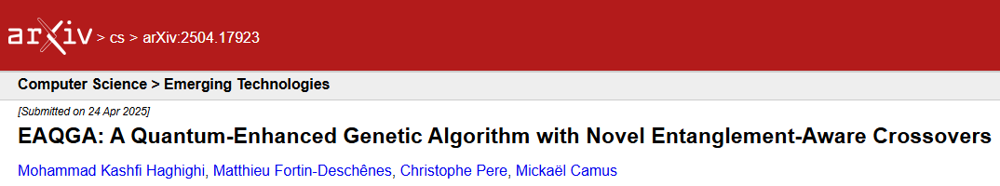 arXiv > cs > arXiv:2504.17923
Computer Science > Emerging Technologies
[Submitted on 24 Apr 2025]
EAQGA: A Quantum-Enhanced Genetic Algorithm with Novel Entanglement-Aware Crossovers
Mohammad Kashfi Haghighi, Matthieu Fortin-Deschênes, Christophe Pere, Mickaël Camus